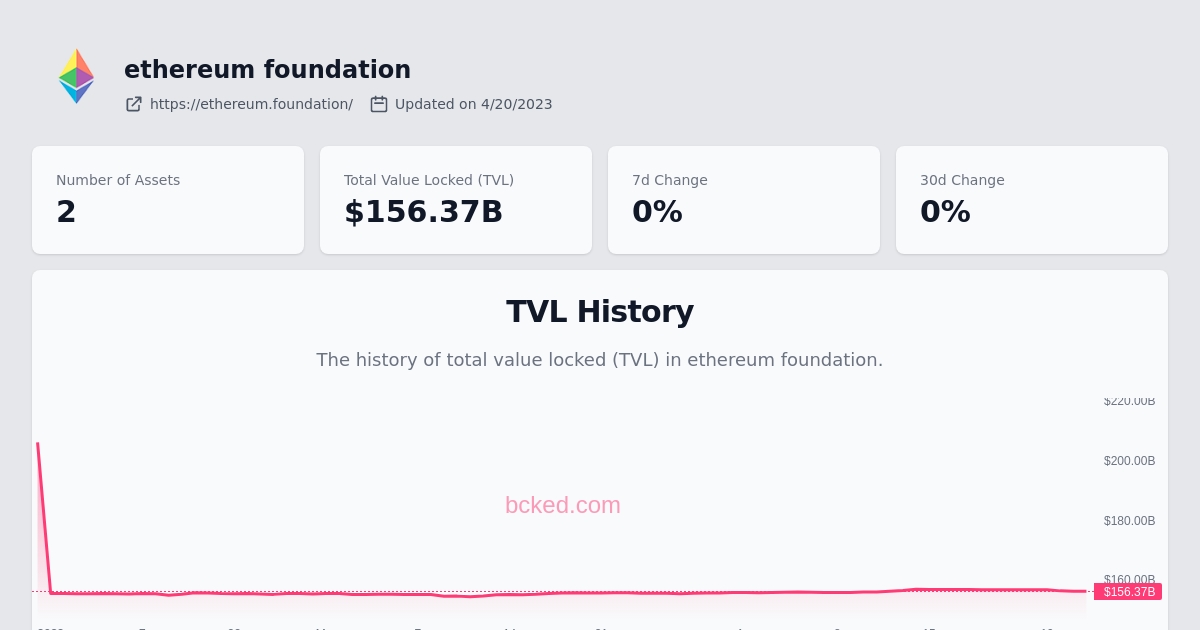 ethereum foundation
https://ethereum.foundation/ Updated on 4/20/2023
Number of Assets
2
Total Value Locked (TVL)
$156.37B
7d Change
0%
30d Change
0%
TVL History
The history of total value locked (TVL) in ethereum foundation.
$220.00B
$200.00B
bcked.com
$180.00B
$160.00B
$156.37B